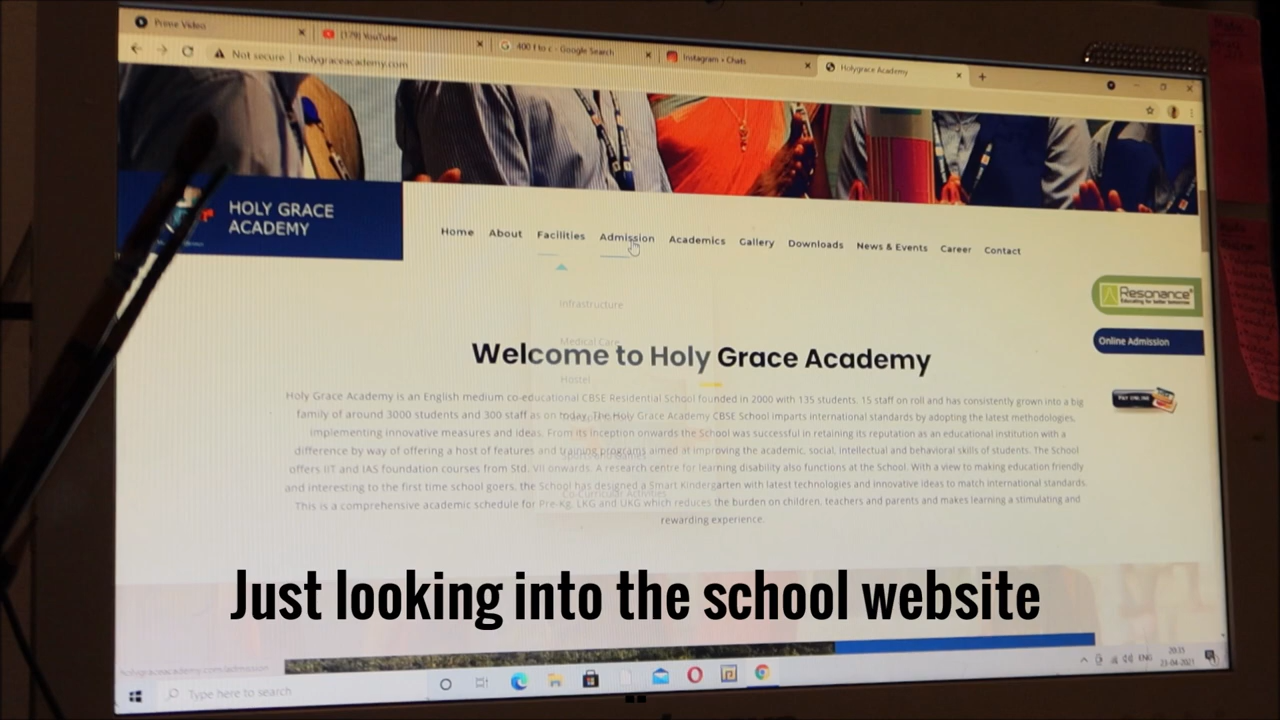 Prime Video
(179) YouTube
400 f to c - Google Search
Instagram • Chats
Holygrace Academy
Not secure
holygraceacademy.com
HOLY GRACE
ACADEMY
Home About Facilities Admission Academics Gallery Downloads News & Events Career Contact
Infrastructure
Medical Care
Hostel
Co-Curricular Activities
Resonance
Educating for better tomorrow
Online Admission
PAY ONLINE
Welcome to Holy Grace Academy
Holy Grace Academy is an English medium co-educational CBSE Residential School founded in 2000 with 135 students. 15 staff on roll and has consistently grown into a big
family of around 3000 students and 300 staff as on today. The Holy Grace Academy CBSE School imparts international standards by adopting the latest methodologies,
implementing innovative measures and ideas. From its inception onwards the School was successful in retaining its reputation as an educational institution with a
difference by way of offering a host of features and training programs aimed at improving the academic, social, intellectual and behavioral skills of students. The School
offers IIT and IAS foundation courses from Std. VII onwards. A research centre for learning disability also functions at the School. With a view to making education friendly
and interesting to the first time school goers, the School has designed a Smart Kindergarten with latest technologies and innovative ideas to match international standards.
This is a comprehensive academic schedule for Pre-Kg, LKG and UKG which reduces the burden on children, teachers and parents and makes learning a stimulating and
rewarding experience.
Just looking into the school website
holygraceacademy.com/admission
Type here to search
ENG
20:35
23-04-2021